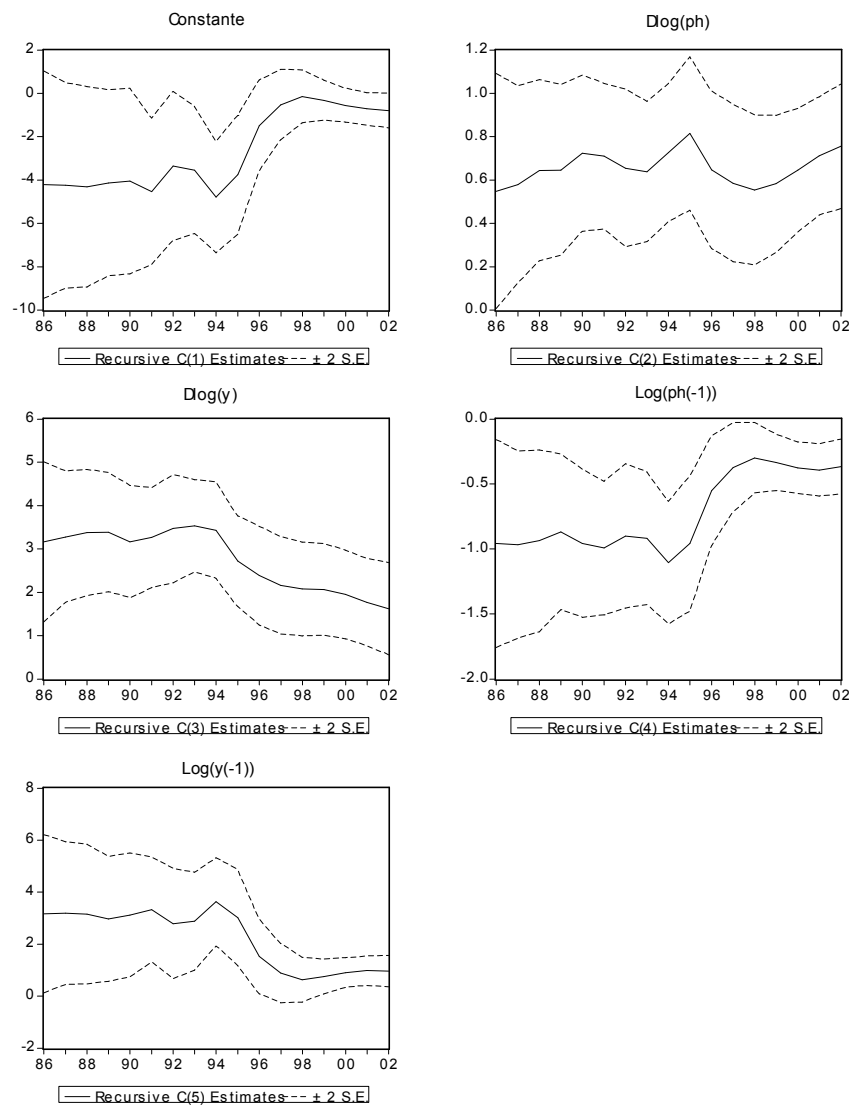 Constante
2
0
-2
-4
-6
-8
-10
86 88 90 92 94 96 98 00 02
Recursive C(1) Estimates ± 2 S.E.
Dlog(ph)
1.2
1.0
0.8
0.6
0.4
0.2
0.0
86 88 90 92 94 96 98 00 02
Recursive C(2) Estimates ± 2 S.E.
Dlog(y)
6
5
4
3
2
1
0
86 88 90 92 94 96 98 00 02
Recursive C(3) Estimates ± 2 S.E.
Log(ph(-1))
0.0
-0.5
-1.0
-1.5
-2.0
86 88 90 92 94 96 98 00 02
Recursive C(4) Estimates ± 2 S.E.
Log(y(-1))
8
6
4
2
0
-2
86 88 90 92 94 96 98 00 02
Recursive C(5) Estimates ± 2 S.E.